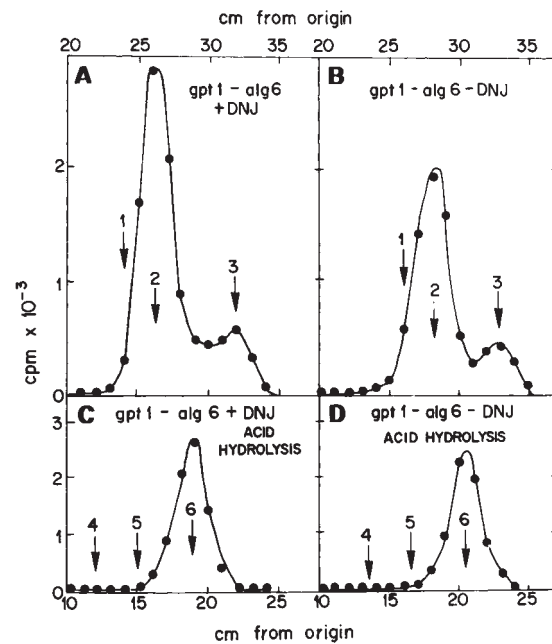 cm from origin
20 25 30 35 25 30 35
A gpt 1 - alg 6
+ DNJ
B gpt 1 - alg 6 - DNJ
2
1
0
cpm x 10⁻³
1
2
3
1
2
3
C gpt 1 - alg 6 + DNJ
ACID
HYDROLYSIS
D gpt 1 - alg 6 - DNJ
ACID HYDROLYSIS
3
2
1
0
4
5
6
4
5
6
10 15 20 25 10 15 20 25
cm from origin